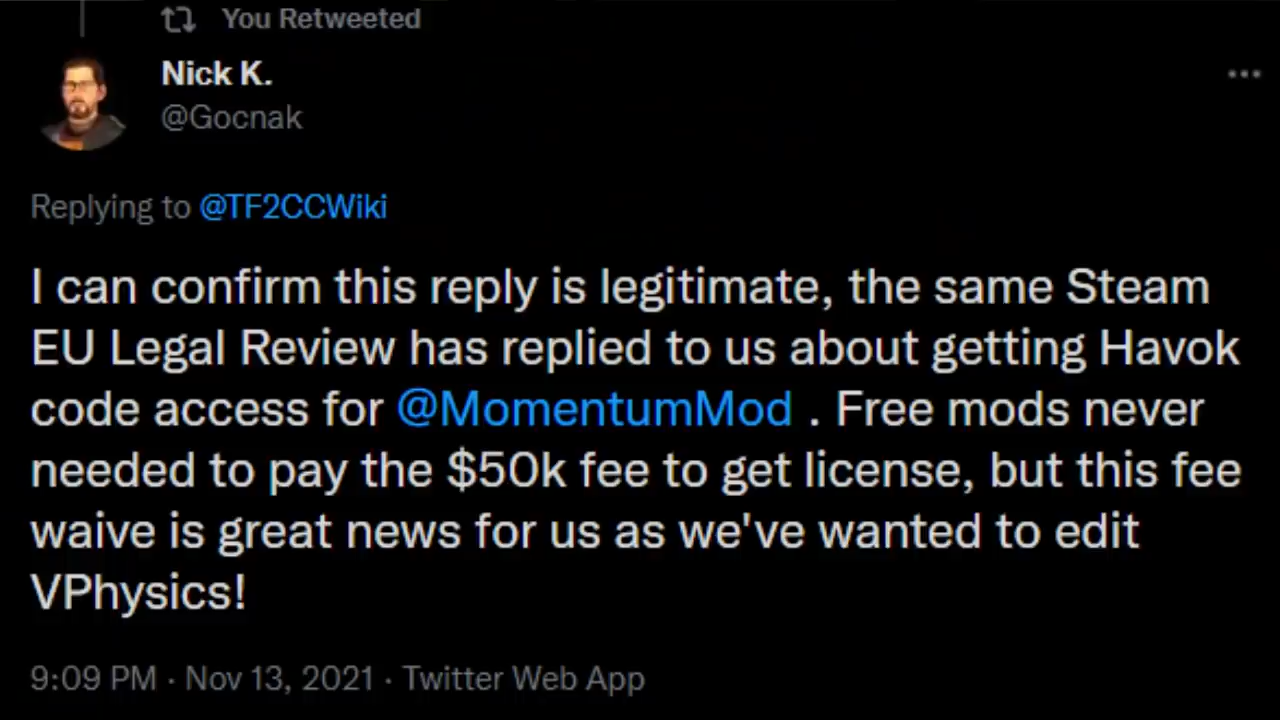 You Retweeted
Nick K.
@Gocnak
Replying to @TF2CCWiki
I can confirm this reply is legitimate, the same Steam
EU Legal Review has replied to us about getting Havok
code access for @MomentumMod . Free mods never
needed to pay the $50k fee to get license, but this fee
waive is great news for us as we've wanted to edit
VPhysics!
9:09 PM · Nov 13, 2021 · Twitter Web App